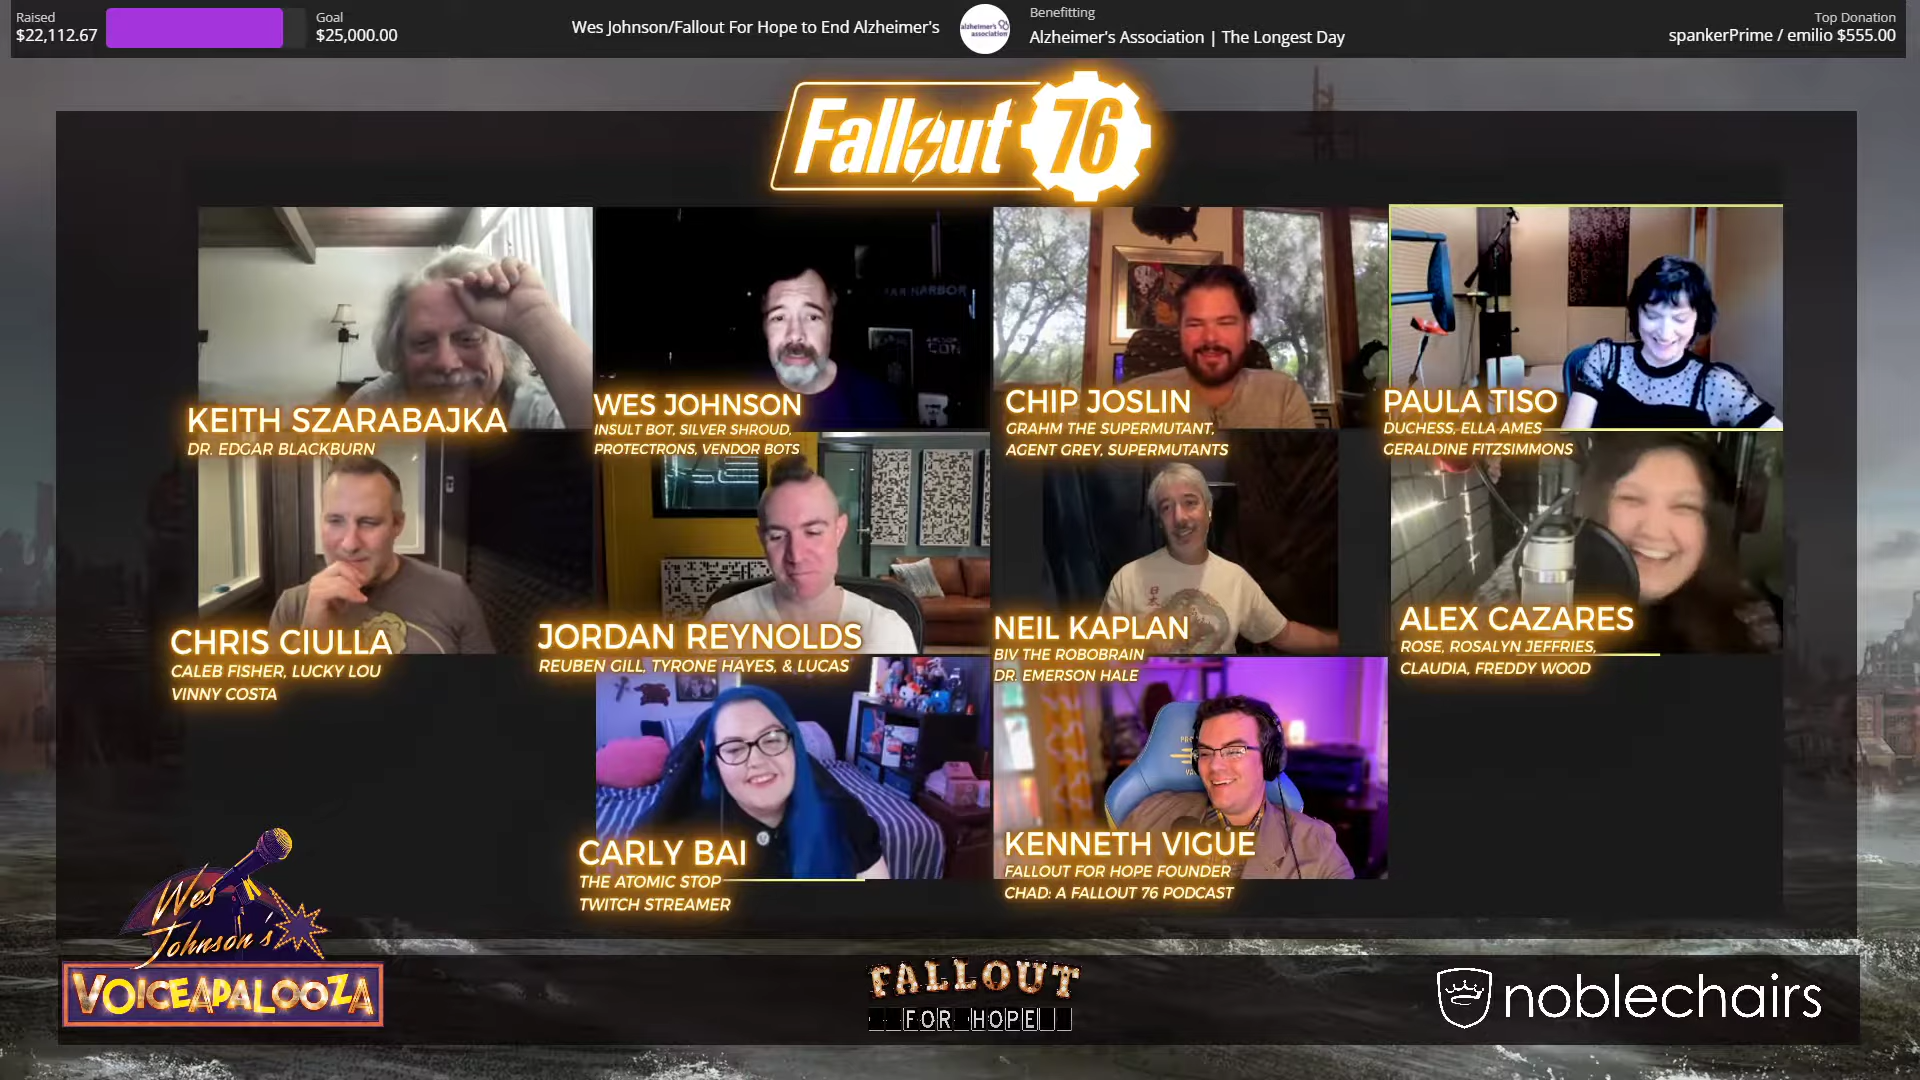 Raised
$22,112.67
Goal
$25,000.00
Wes Johnson/Fallout For Hope to End Alzheimer's
alzheimer's association
Benefitting
Alzheimer's Association | The Longest Day
Top Donation
spankerPrime / emilio $555.00
Fallout 76
KEITH SZARABAJKA
DR. EDGAR BLACKBURN
WES JOHNSON
INSULT BOT, SILVER SHROUD,
PROTECTRONS, VENDOR BOTS
CHIP JOSLIN
GRAHM THE SUPERMUTANT,
AGENT GREY, SUPERMUTANTS
PAULA TISO
DUCHESS, ELLA AMES
GERALDINE FITZSIMMONS
CHRIS CIULLA
CALEB FISHER, LUCKY LOU
VINNY COSTA
JORDAN REYNOLDS
REUBEN GILL, TYRONE HAYES, & LUCAS
NEIL KAPLAN
BIV THE ROBOBRAIN
DR. EMERSON HALE
ALEX CAZARES
ROSE, ROSALYN JEFFRIES,
CLAUDIA, FREDDY WOOD
CARLY BAI
THE ATOMIC STOP
TWITCH STREAMER
KENNETH VIGUE
FALLOUT FOR HOPE FOUNDER
CHAD: A FALLOUT 76 PODCAST
Wes
Johnson's
VOICEAPALOOZA
FALLOUT
FOR HOPE
noblechairs